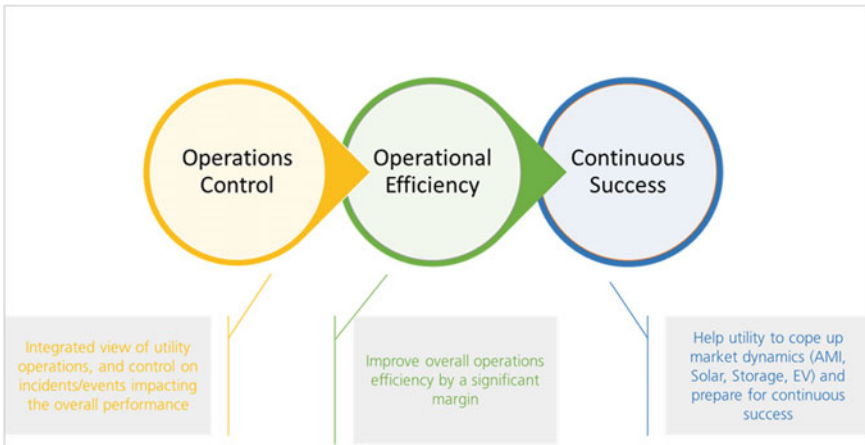 Operations
Control
Operational
Efficiency
Continuous
Success
Integrated view of utility
operations, and control on
incidents/events impacting
the overall performance
Improve overall operations
efficiency by a significant
margin
Help utility to cope up
market dynamics (AMI,
Solar, Storage, EV) and
prepare for continuous
success